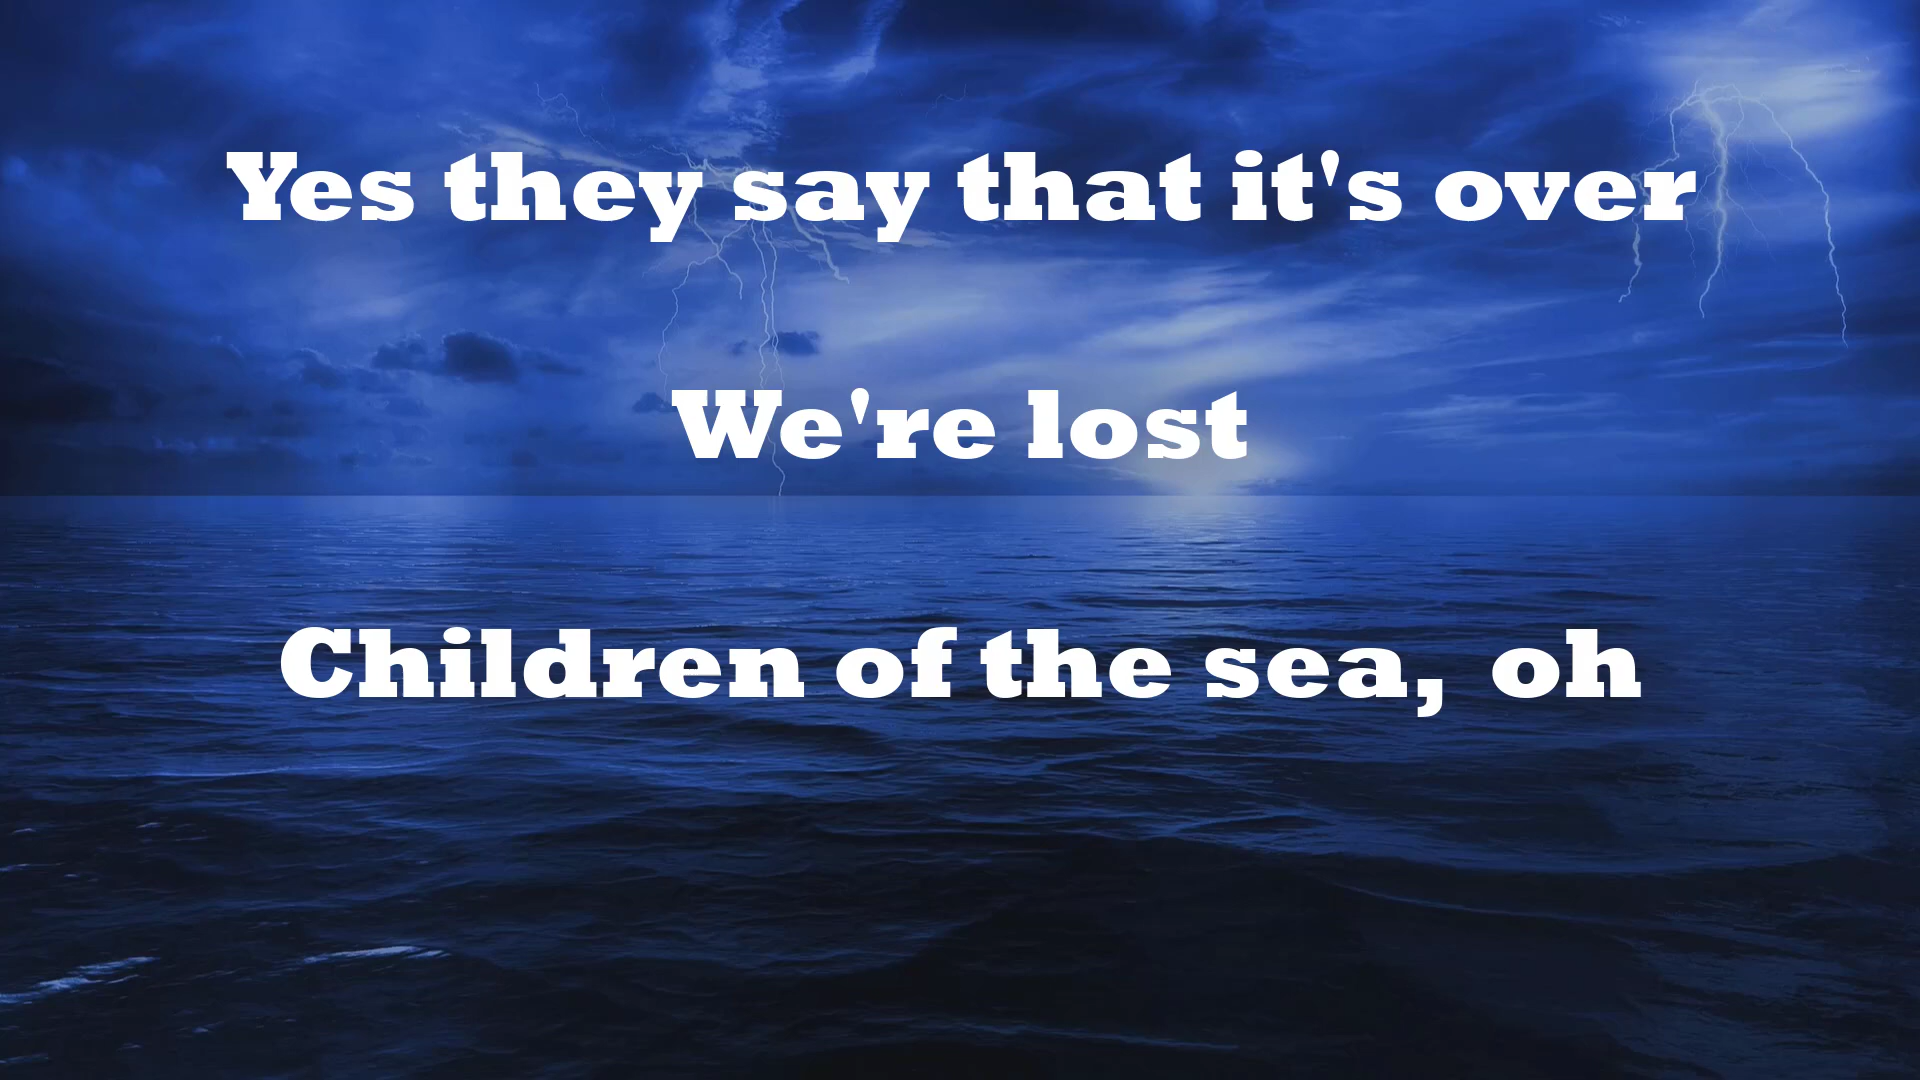 Yes they say that it's over
We're lost
Children of the sea, oh